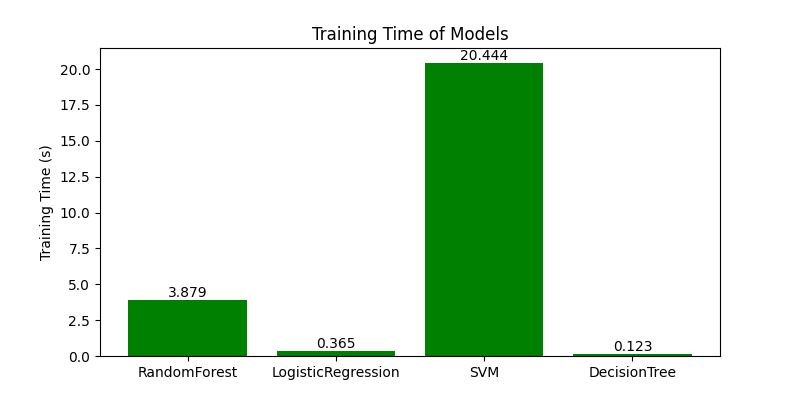 Training Time of Models
Training Time (s)
20.0
17.5
15.0
12.5
10.0
7.5
5.0
2.5
0.0
3.879
0.365
20.444
0.123
RandomForest
LogisticRegression
SVM
DecisionTree